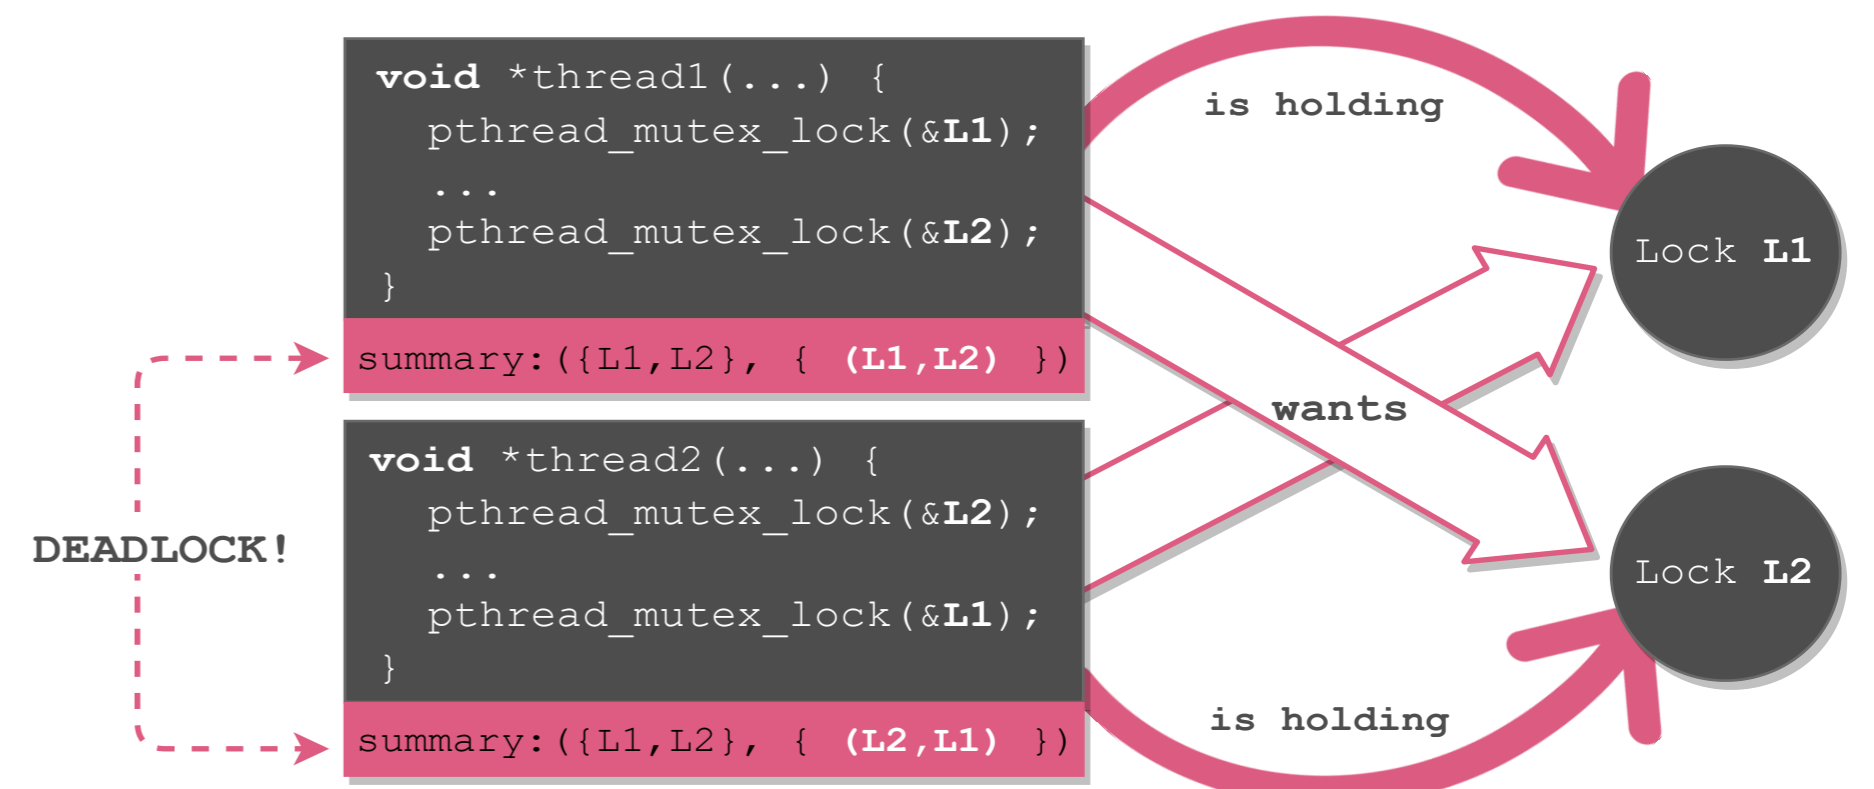 void *thread1(...) {
pthread_mutex_lock(&L1);
...
pthread_mutex_lock(&L2);
}
summary:({L1,L2}, { (L1,L2) })
void *thread2(...) {
pthread_mutex_lock(&L2);
...
pthread_mutex_lock(&L1);
}
summary:({L1,L2}, { (L2,L1) })
DEADLOCK!
is holding
wants
is holding
Lock L1
Lock L2